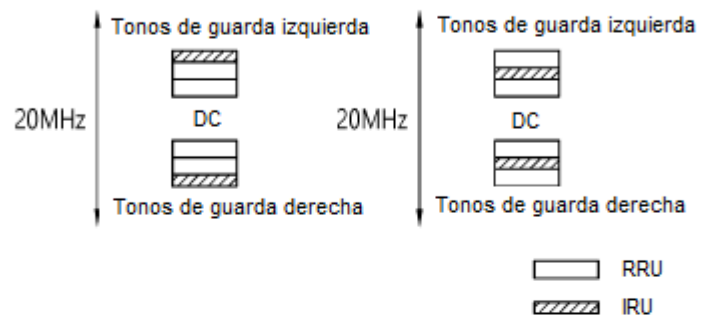 Tonos de guarda izquierda
20MHz
DC
Tonos de guarda derecha
Tonos de guarda izquierda
20MHz
DC
Tonos de guarda derecha
RRU
IRU